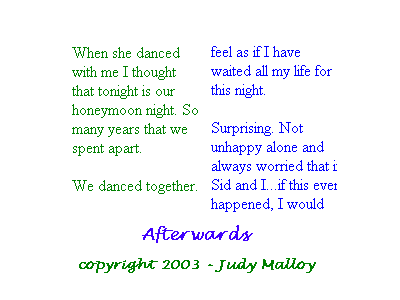 When she danced
with me I thought
that tonight is our
honeymoon night. So
many years that we
spent apart.
We danced together.
feel as if I have
waited all my life for
this night.
Surprising. Not
unhappy alone and
always worried that i
Sid and I...if this ever
happened, I would
Afterwards
copyright 2003 - Judy Malloy